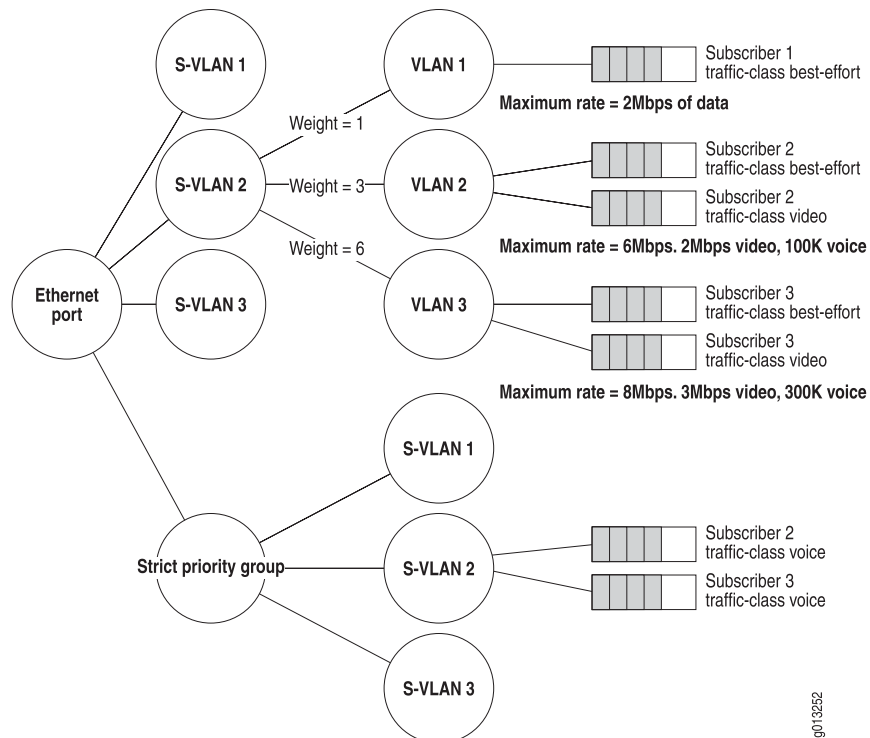 S-VLAN 1
VLAN 1
Subscriber 1
traffic-class best-effort
Maximum rate = 2Mbps of data
Weight = 1
S-VLAN 2
Weight = 3
VLAN 2
Subscriber 2
traffic-class best-effort
Subscriber 2
traffic-class video
Maximum rate = 6Mbps. 2Mbps video, 100K voice
Weight = 6
Ethernet
port
S-VLAN 3
VLAN 3
Subscriber 3
traffic-class best-effort
Subscriber 3
traffic-class video
Maximum rate = 8Mbps. 3Mbps video, 300K voice
S-VLAN 1
Strict priority group
S-VLAN 2
Subscriber 2
traffic-class voice
Subscriber 3
traffic-class voice
S-VLAN 3
g013252